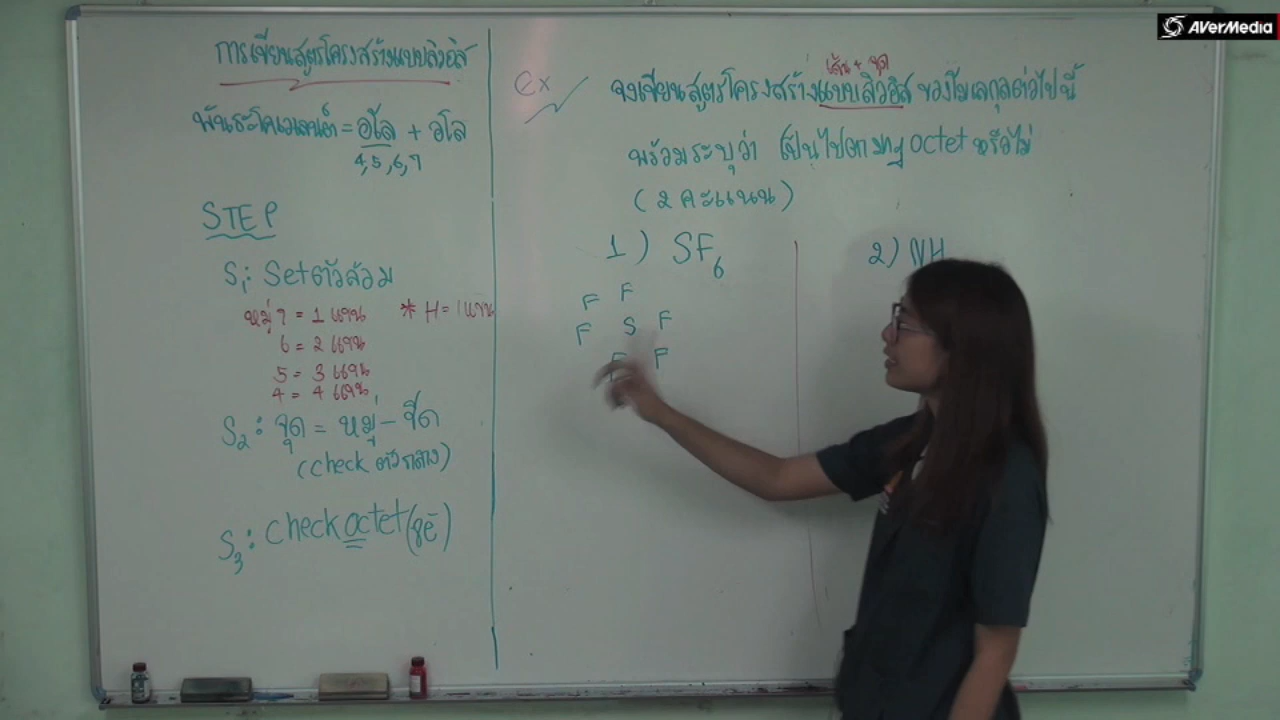 การเขียนสูตรโครงสร้างแบบลิวอิส
พันธะโคเวเลนต์ = อโล + อโล
4,5,6,7
STEP
S1: Set ตัวล้อม
หมู่ 7 = 1 แขน * H = 1 แขน
6 = 2 แขน
5 = 3 แขน
4 = 4 แขน
S2: จุด = หมู่ - ขีด
(check ตัวกลาง)
S3: check octet (8e-)
Ex
เส้น + จุด
จงเขียนสูตรโครงสร้างแบบลิวอิส ของโมเลกุลต่อไปนี้
พร้อมระบุว่า เป็นไปตามกฎ octet หรือไม่
(2 คะแนน)
1) SF6
F F
F S F
F F
2) NH
AVerMedia